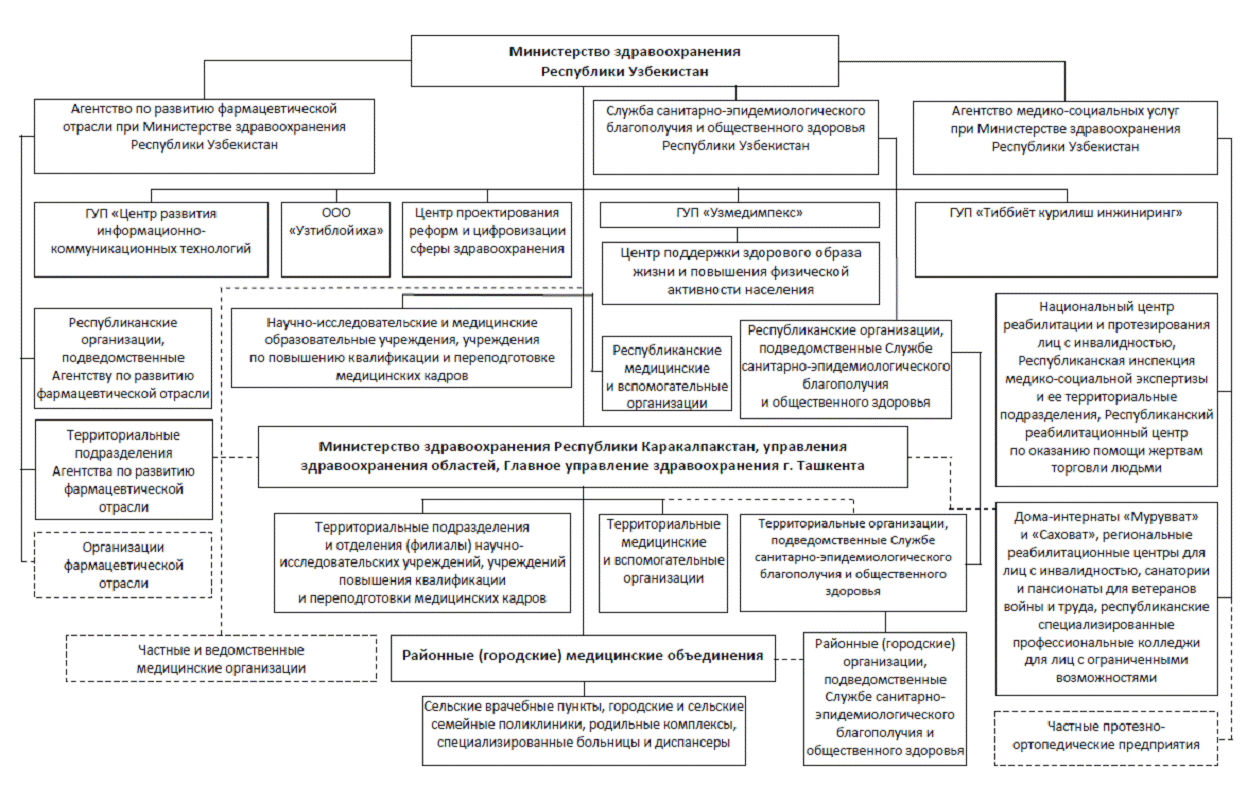 Министерство здравоохранения
Республики Узбекистан
Агентство по развитию фармацевтической
отрасли при Министерстве здравоохранения
Республики Узбекистан
Служба санитарно-эпидемиологического
благополучия и общественного здоровья
Республики Узбекистан
Агентство медико-социальных услуг
при Министерстве здравоохранения
Республики Узбекистан
ГУП «Центр развития
информационно-
коммуникационных технологий
ООО
«Узтиблойиха»
Центр проектирования
реформ и цифровизации
сферы здравоохранения
ГУП «Узмедимпекс»
ГУП «Тиббиёт курилиш инжиниринг»
Центр поддержки здорового образа
жизни и повышения физической
активности населения
Республиканские
организации,
подведомственные
Агентству по развитию
фармацевтической отрасли
Научно-исследовательские и медицинские
образовательные учреждения, учреждения
по повышению квалификации и переподготовке
медицинских кадров
Республиканские
медицинские
и вспомогательные
организации
Республиканские организации,
подведомственные Службе
санитарно-эпидемиологического
благополучия
и общественного здоровья
Национальный центр
реабилитации и протезирования
лиц с инвалидностью,
Республиканская инспекция
медико-социальной экспертизы
и ее территориальные
подразделения, Республиканский
реабилитационный центр
по оказанию помощи жертвам
торговли людьми
Территориальные
подразделения
Агентства по развитию
фармацевтической
отрасли
Министерство здравоохранения Республики Каракалпакстан, управления
здравоохранения областей, Главное управление здравоохранения г. Ташкента
Организации
фармацевтической
отрасли
Территориальные подразделения
и отделения (филиалы) научно-
исследовательских учреждений, учреждений
повышения квалификации
и переподготовки медицинских кадров
Территориальные
медицинские
и вспомогательные
организации
Территориальные организации,
подведомственные Службе
санитарно-эпидемиологического
благополучия и общественного
здоровья
Дома-интернаты «Мурувват»
и «Саховат», региональные
реабилитационные центры для
лиц с инвалидностью, санатории
и пансионаты для ветеранов
войны и труда, республиканские
специализированные
профессиональные колледжи
для лиц с ограниченными
возможностями
Частные и ведомственные
медицинские организации
Районные (городские) медицинские объединения
Районные (городские)
организации,
подведомственные
Службе санитарно-
эпидемиологического
благополучия и
общественного здоровья
Сельские врачебные пункты, городские и сельские
семейные поликлиники, родильные комплексы,
специализированные больницы и диспансеры
Частные протезно-
ортопедические предприятия